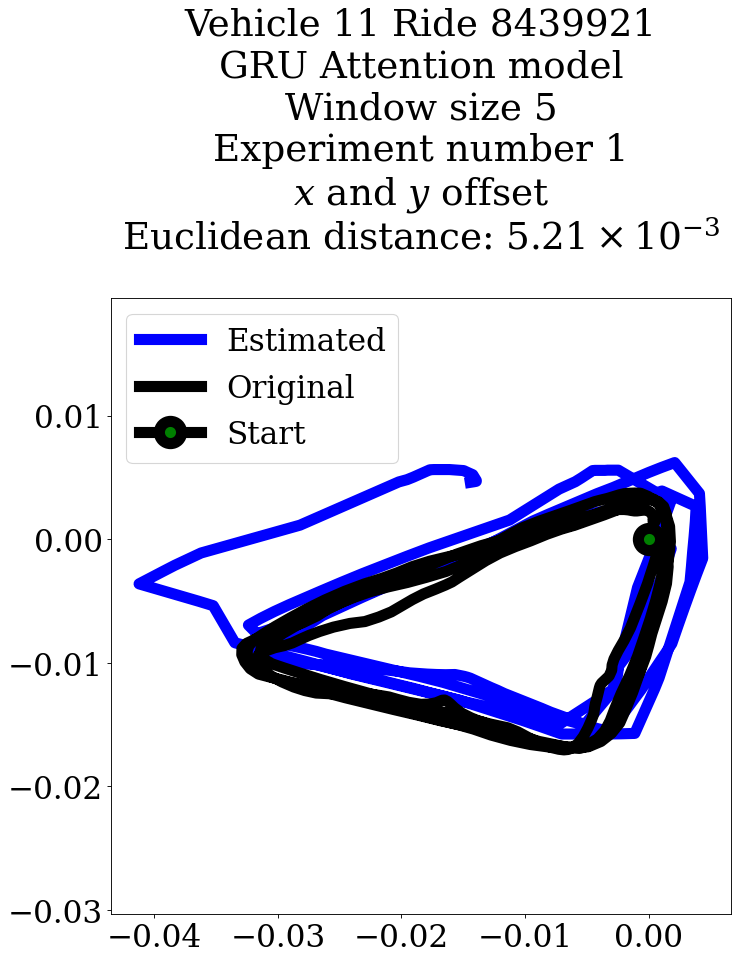 Vehicle 11 Ride 8439921
GRU Attention model
Window size 5
Experiment number 1
x and y offset
Euclidean distance: 5.21 × 10⁻³
Estimated
Original
Start
0.01
0.00
−0.01
−0.02
−0.03
−0.04 −0.03 −0.02 −0.01 0.00